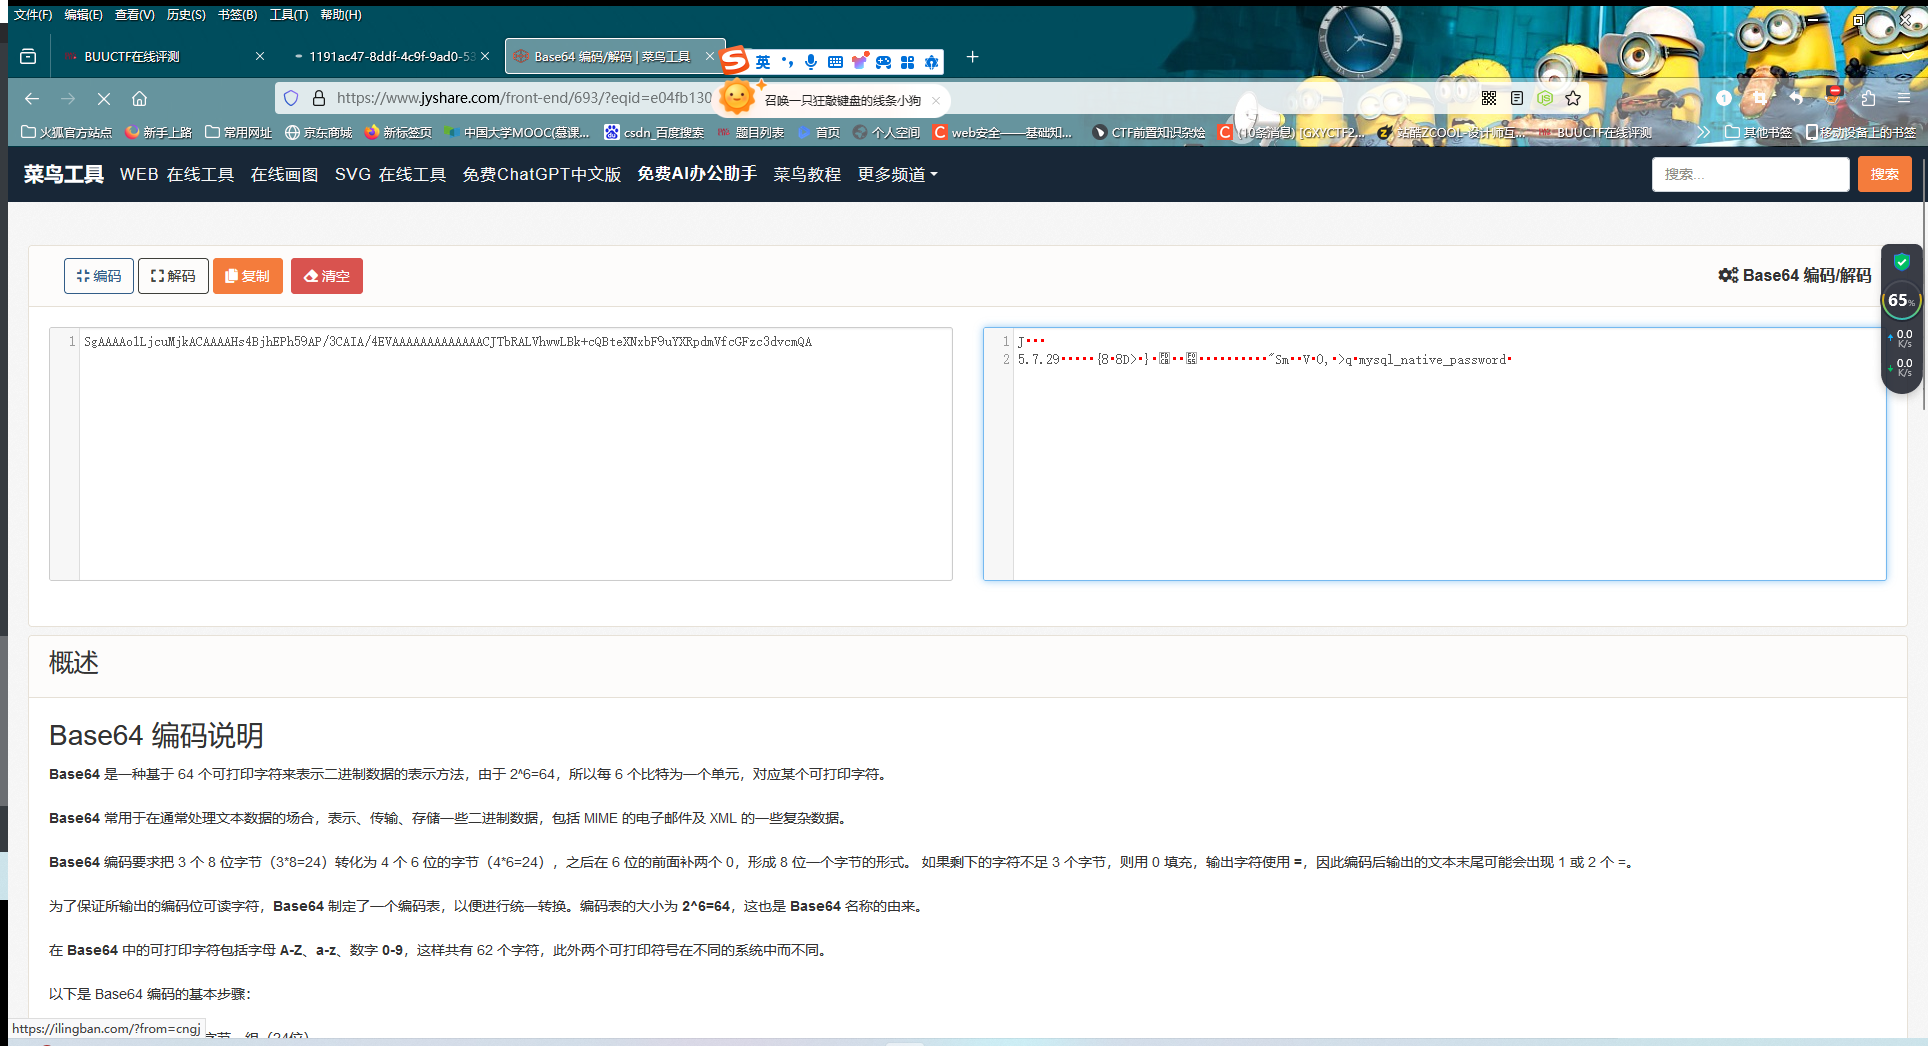 文件(F) 编辑(E) 查看(V) 历史(S) 书签(B) 工具(T) 帮助(H)
BUUCTF在线评测
1191ac47-8ddf-4c9f-9ad0-53
Base64 编码/解码 | 菜鸟工具
英
https://www.jyshare.com/front-end/693/?eqid=e04fb130
召唤一只狂敲键盘的线条小狗
火狐官方站点 新手上路 常用网址 京东商城 新标签页 中国大学MOOC(慕课... csdn_百度搜索 题目列表 首页 个人空间 web安全——基础知... CTF前置知识杂烩 (10条消息) [GXYCTF2... 站酷ZCOOL-设计师互... BUUCTF在线评测 其他书签 移动设备上的书签
菜鸟工具 WEB 在线工具 在线画图 SVG 在线工具 免费ChatGPT中文版 免费AI办公助手 菜鸟教程 更多频道 搜索... 搜索
编码 解码 复制 清空 Base64 编码/解码
65%
0.0
K/s
0.0
K/s
1 SgAAAAo1LjcuMjkACAAAAHs4BjhEPh59AP/3CAIA/4EVAAAAAAAAAAAAACJTbRALVhwwLBk+cQBteXNxbF9uYXRpdmVfcGFzc3dvcmQA
1 J•••
2 5.7.29•••••{8•8D>•}•••••••••••••"Sm••V•0,•>q•mysql_native_password•
概述
Base64 编码说明
Base64 是一种基于 64 个可打印字符来表示二进制数据的表示方法，由于 2^6=64，所以每 6 个比特为一个单元，对应某个可打印字符。
Base64 常用于在通常处理文本数据的场合，表示、传输、存储一些二进制数据，包括 MIME 的电子邮件及 XML 的一些复杂数据。
Base64 编码要求把 3 个 8 位字节（3*8=24）转化为 4 个 6 位的字节（4*6=24），之后在 6 位的前面补两个 0，形成 8 位一个字节的形式。 如果剩下的字符不足 3 个字节，则用 0 填充，输出字符使用 =，因此编码后输出的文本末尾可能会出现 1 或 2 个 =。
为了保证所输出的编码位可读字符，Base64 制定了一个编码表，以便进行统一转换。编码表的大小为 2^6=64，这也是 Base64 名称的由来。
在 Base64 中的可打印字符包括字母 A-Z、a-z、数字 0-9，这样共有 62 个字符，此外两个可打印符号在不同的系统中而不同。
以下是 Base64 编码的基本步骤：
https://ilingban.com/?from=cngj
字节一组（24位）